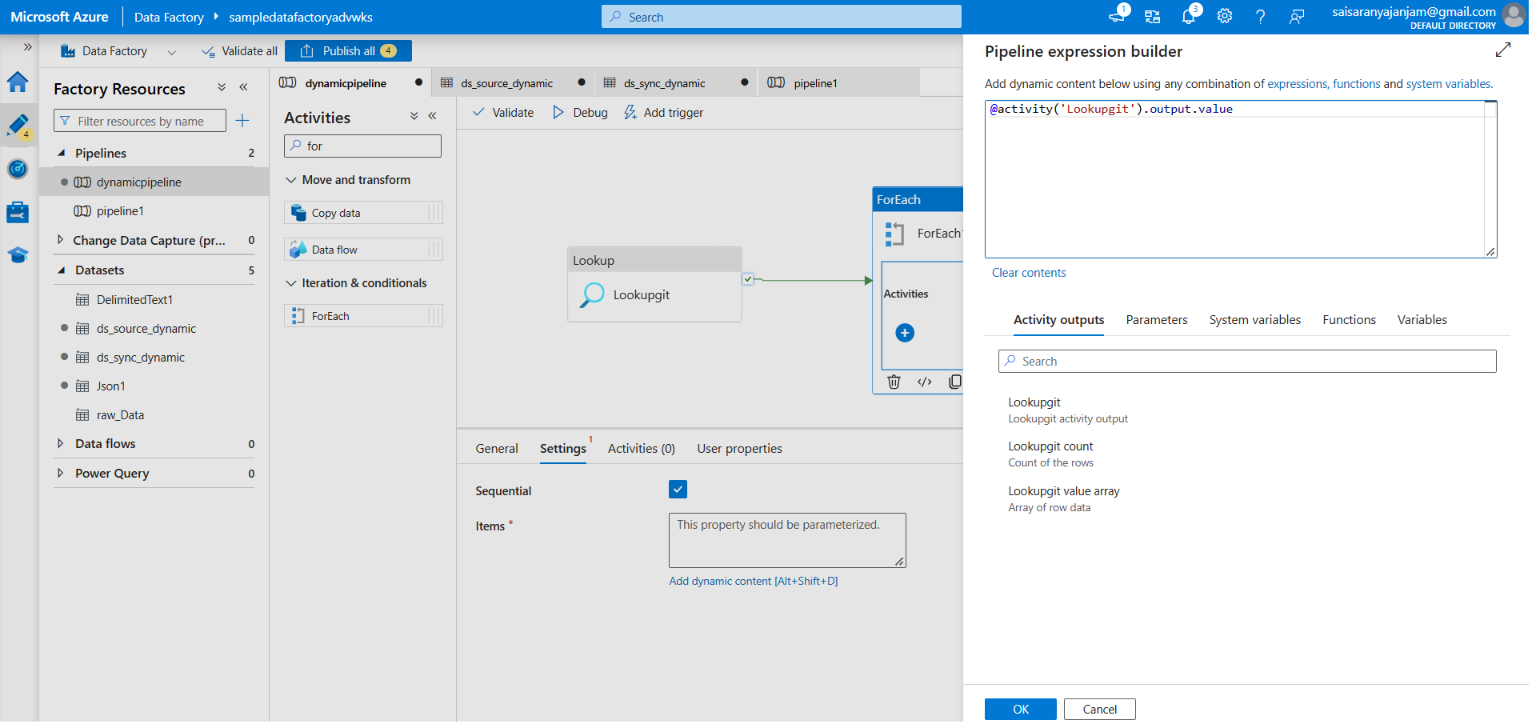 Microsoft Azure
Data Factory
sampledatafactoryadvwks
Search
1
3
saisaranyajanjam@gmail.com
DEFAULT DIRECTORY
Data Factory
Validate all
Publish all
4
4
Factory Resources
Filter resources by name
Pipelines
2
dynamicpipeline
pipeline1
Change Data Capture (pr...
0
Datasets
5
DelimitedText1
ds_source_dynamic
ds_sync_dynamic
Json1
raw_Data
Data flows
0
Power Query
0
dynamicpipeline
ds_source_dynamic
ds_sync_dynamic
pipeline1
Activities
for
Move and transform
Copy data
Data flow
Iteration & conditionals
ForEach
Validate
Debug
Add trigger
Lookup
Lookupgit
ForEach
ForEach1
Activities
General
Settings
1
Activities (0)
User properties
Sequential
Items *
This property should be parameterized.
Add dynamic content [Alt+Shift+D]
Pipeline expression builder
Add dynamic content below using any combination of expressions, functions and system variables.
@activity('Lookupgit').output.value
Clear contents
Activity outputs
Parameters
System variables
Functions
Variables
Search
Lookupgit
Lookupgit activity output
Lookupgit count
Count of the rows
Lookupgit value array
Array of row data
OK
Cancel